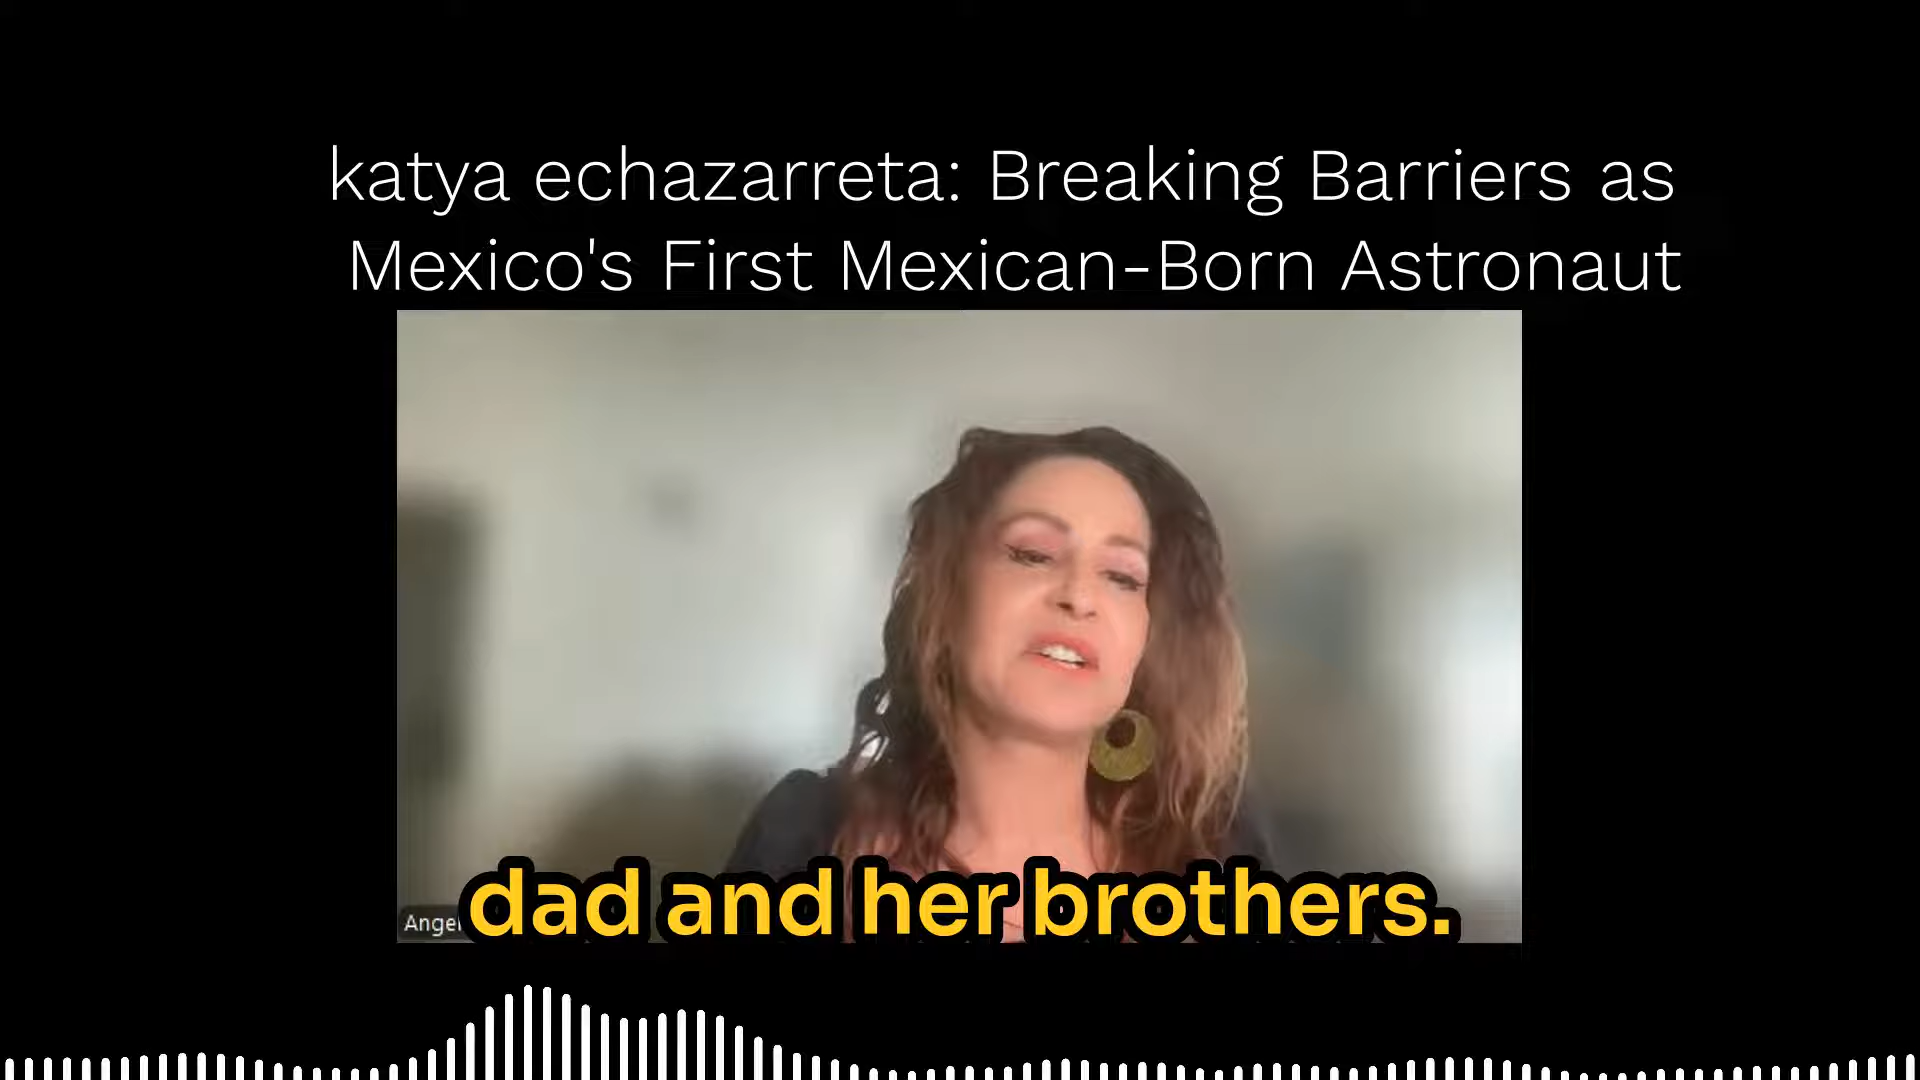 katya echazarreta: Breaking Barriers as
Mexico's First Mexican-Born Astronaut
dad and her brothers.